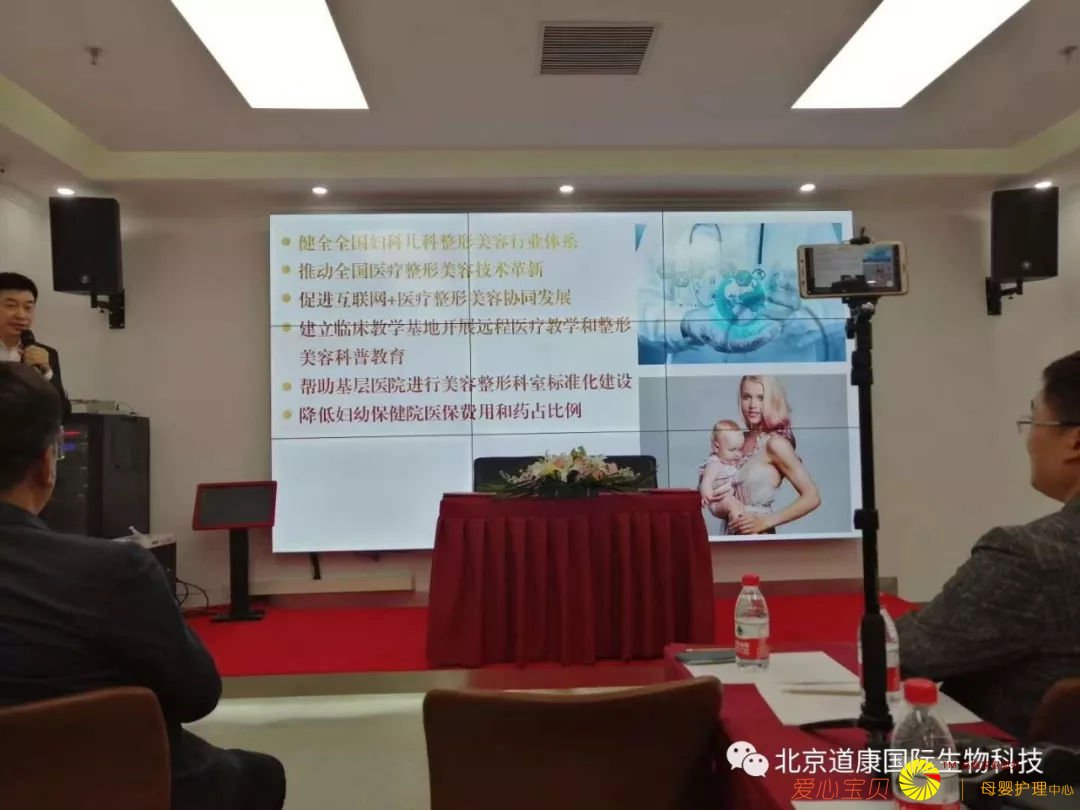 健全全国妇科儿科整形美容行业体系
推动全国医疗整形美容技术革新
促进互联网+医疗整形美容协同发展
建立临床教学基地开展远程医疗教学和整形
美容科普教育
帮助基层医院进行美容整形科室标准化建设
降低妇幼保健院医保费用和药占比例
北京道康国际生物科技
爱心宝贝
TM
母婴护理中心